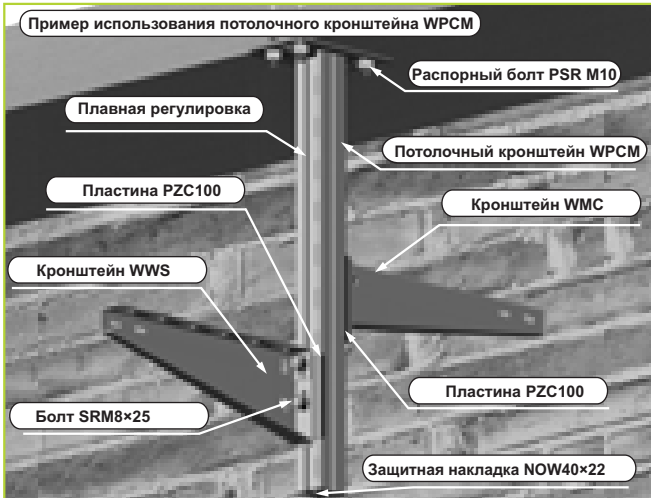 Пример использования потолочного кронштейна WPCM
Распорный болт PSR M10
Плавная регулировка
Потолочный кронштейн WPCM
Пластина PZC100
Кронштейн WMC
Кронштейн WWS
Пластина PZC100
Болт SRM8×25
Защитная накладка NOW40×22